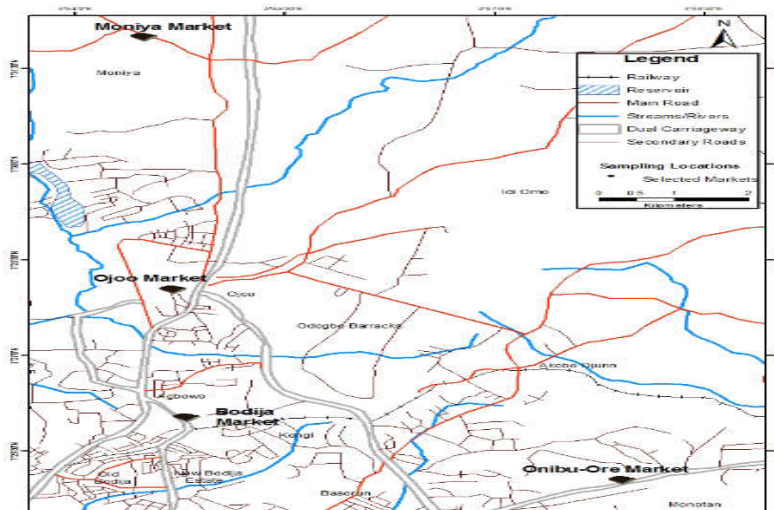 Moniya Market
N
Moniya
Legend
Railway
Reservoir
Main Road
Streams/Rivers
Dual Carriageway
Secondary Roads
Sampling Locations
Selected Markets
0 0.5 1 2
Kilometers
Idi Omo
Ojoo Market
Ojou
Odogbe Barracks
Akobo Ojurin
Agbowo
Bodija
Market
Kongi
Old
Bodija
New Bodija
Estate
Basorun
Onibu-Ore Market
Monatan